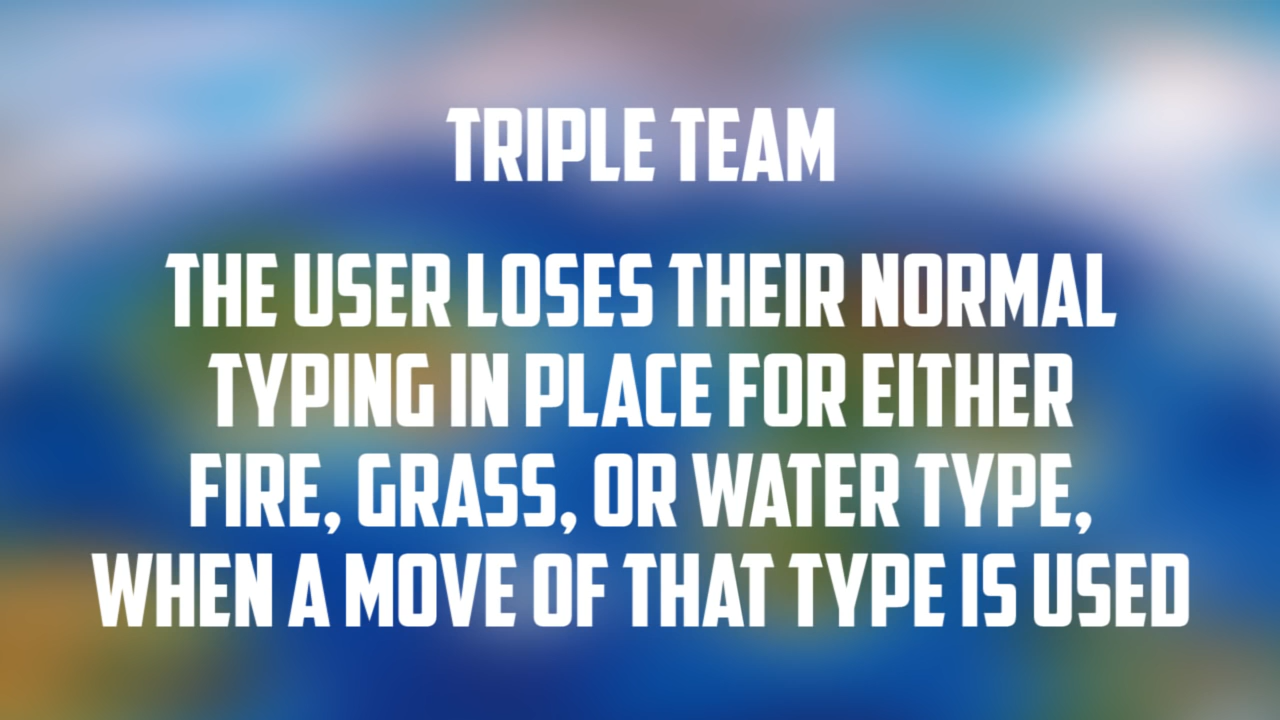 TRIPLE TEAM
THE USER LOSES THEIR NORMAL
TYPING IN PLACE FOR EITHER
FIRE, GRASS, OR WATER TYPE,
WHEN A MOVE OF THAT TYPE IS USED